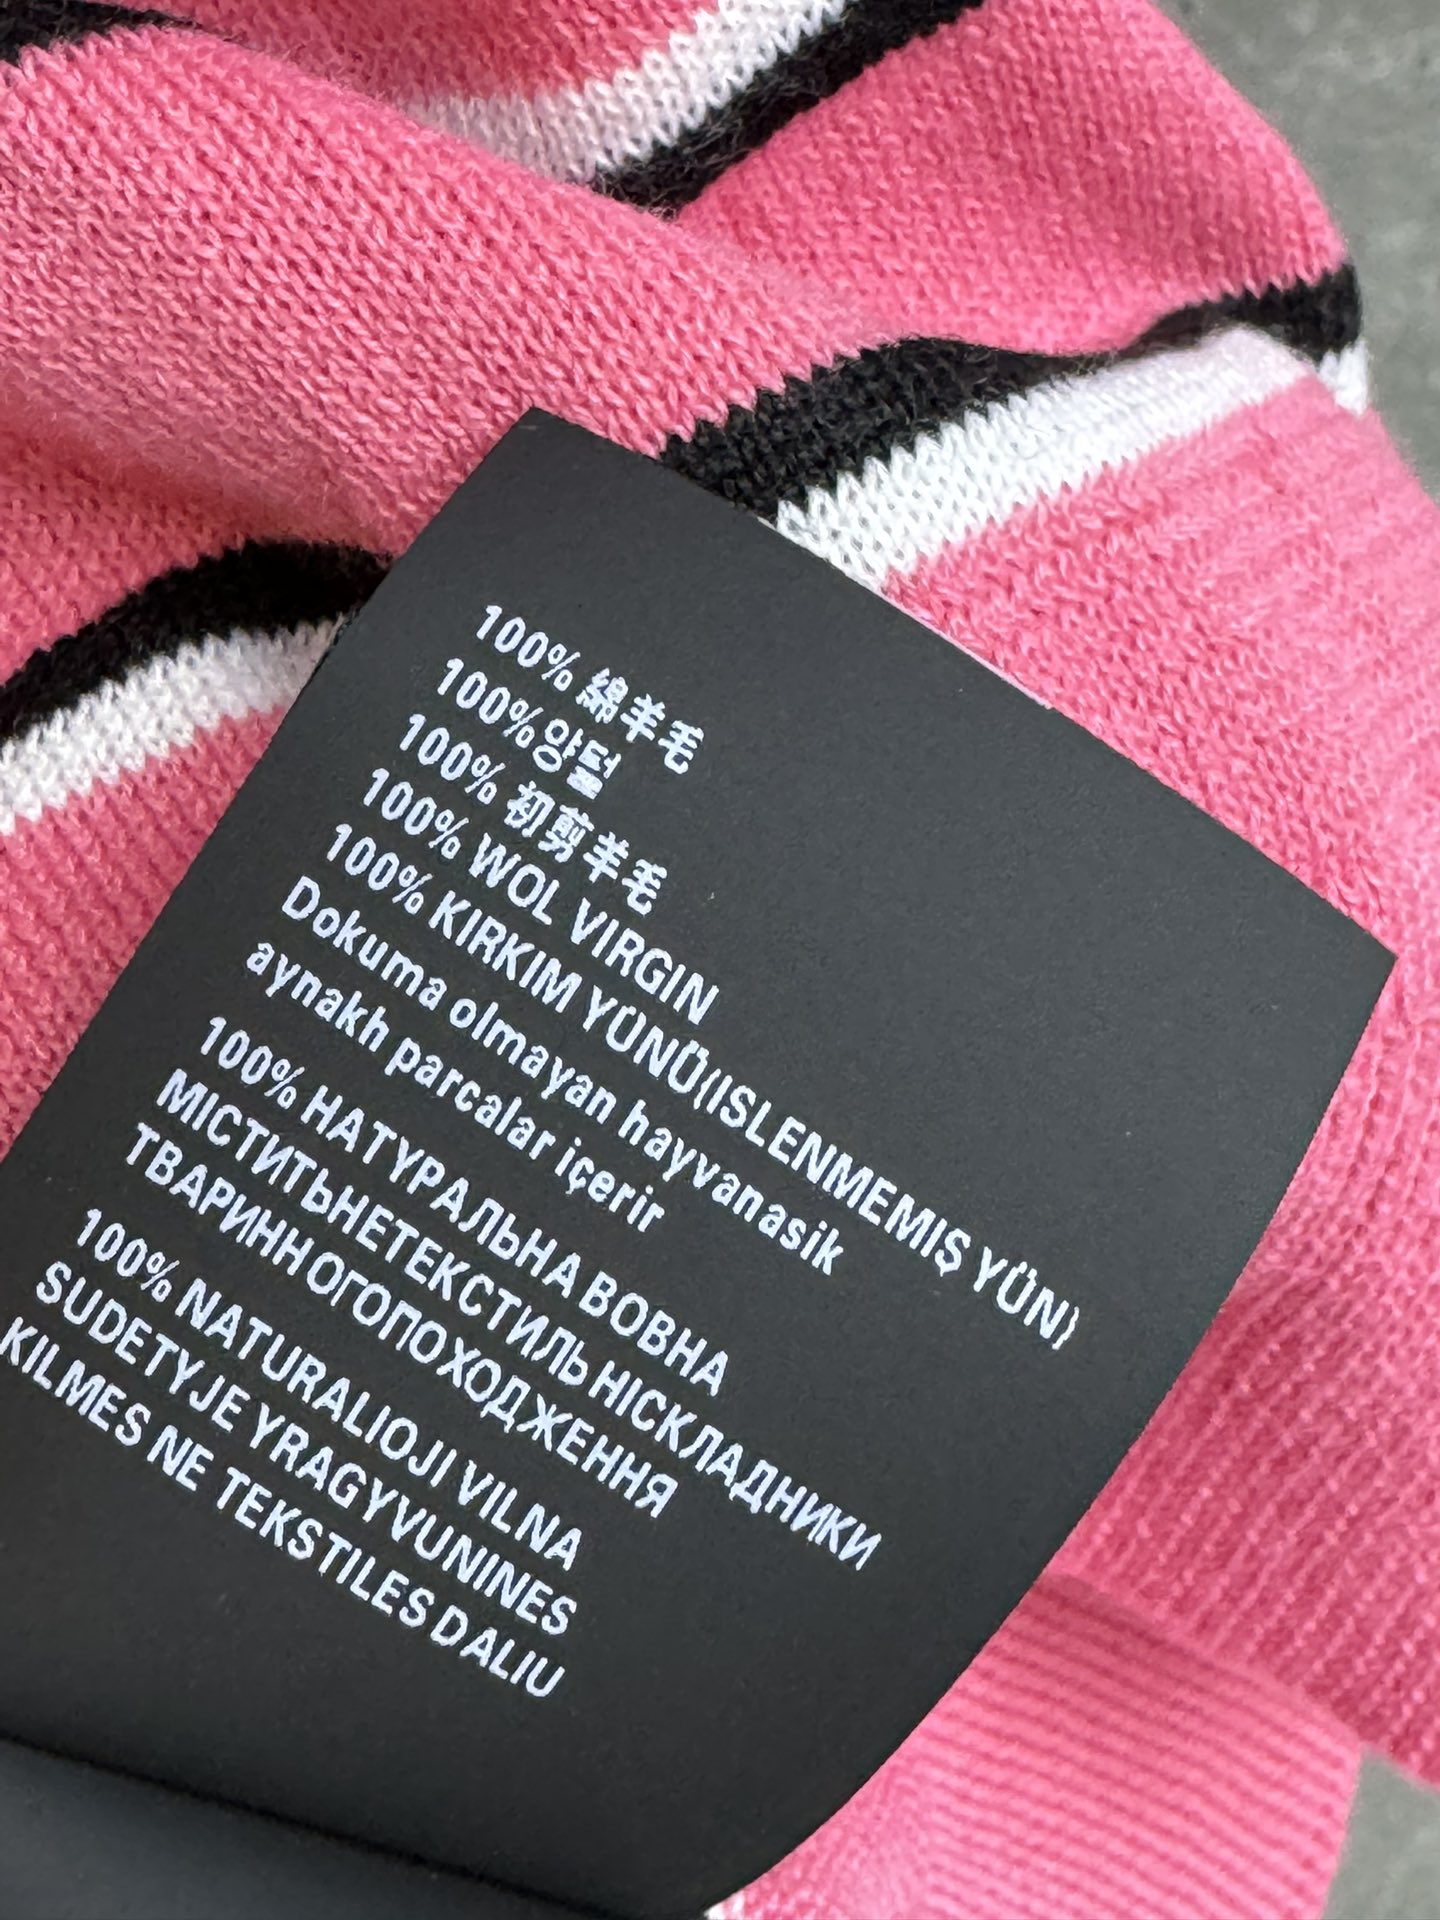 100% 綿羊毛
100%양털
100% 初剪羊毛
100% WOL VIRGIN
100% KIRKIM YÜNÜ(ISLENMEMIŞ YÜN)
Dokuma olmayan hayvanasik
aynakh parcalar içerir
100% НАТУРАЛЬНА ВОВНА
МІСТИТЬНЕТЕКСТИЛЬ НІСКЛАДНИКИ
ТВАРИННОГОПОХОДЖЕННЯ
100% NATURALIOJI VILNA
SUDETYJE YRAGYVUNINES
KILMES NE TEKSTILES DALIU